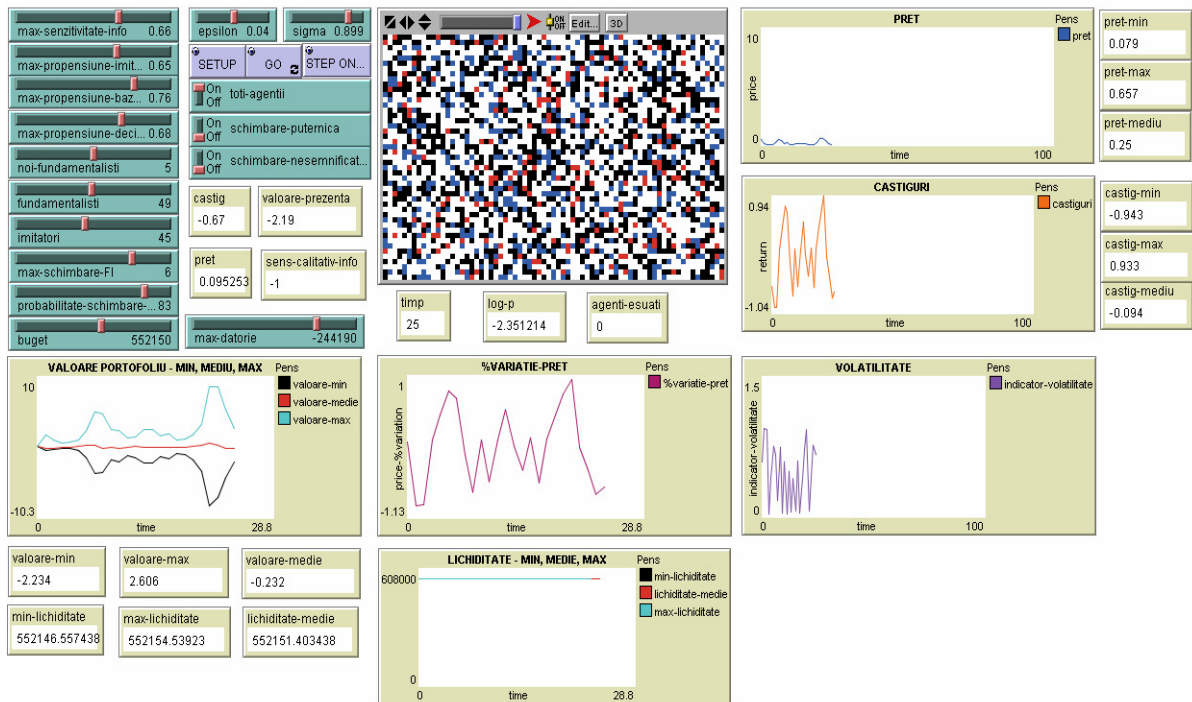 max-senzitivitate-info 0.66
max-propensiune-imit... 0.65
max-propensiune-baz... 0.76
max-propensiune-deci... 0.68
noi-fundamentalisti 5
fundamentalisti 49
imitatori 45
max-schimbare-FI 6
probabilitate-schimbare-... 83
buget 552150
epsilon 0.04
sigma 0.899
SETUP
GO
STEP ON...
On
Off
toti-agentii
On
Off
schimbare-puternica
On
Off
schimbare-nesemnificat...
castig
-0.67
valoare-prezenta
-2.19
pret
0.095253
sens-calitativ-info
-1
max-datorie -244190
ON
OFF
Edit...
3D
timp
25
log-p
-2.351214
agenti-esuati
0
PRET
Pens
pret
10
price
0
0
time
100
pret-min
0.079
pret-max
0.657
pret-mediu
0.25
CASTIGURI
Pens
castiguri
0.94
return
-1.04
0
time
100
castig-min
-0.943
castig-max
0.933
castig-mediu
-0.094
VALOARE PORTOFOLIU - MIN, MEDIU, MAX
Pens
valoare-min
valoare-medie
valoare-max
10
-10.3
0
time
28.8
%VARIATIE-PRET
Pens
%variatie-pret
1
price-%variation
-1.13
0
time
28.8
VOLATILITATE
Pens
indicator-volatilitate
1.5
indicator-volatilitate
0
0
time
100
valoare-min
-2.234
valoare-max
2.606
valoare-medie
-0.232
min-lichiditate
552146.557438
max-lichiditate
552154.53923
lichiditate-medie
552151.403438
LICHIDITATE - MIN, MEDIE, MAX
Pens
min-lichiditate
lichiditate-medie
max-lichiditate
608000
0
0
time
28.8